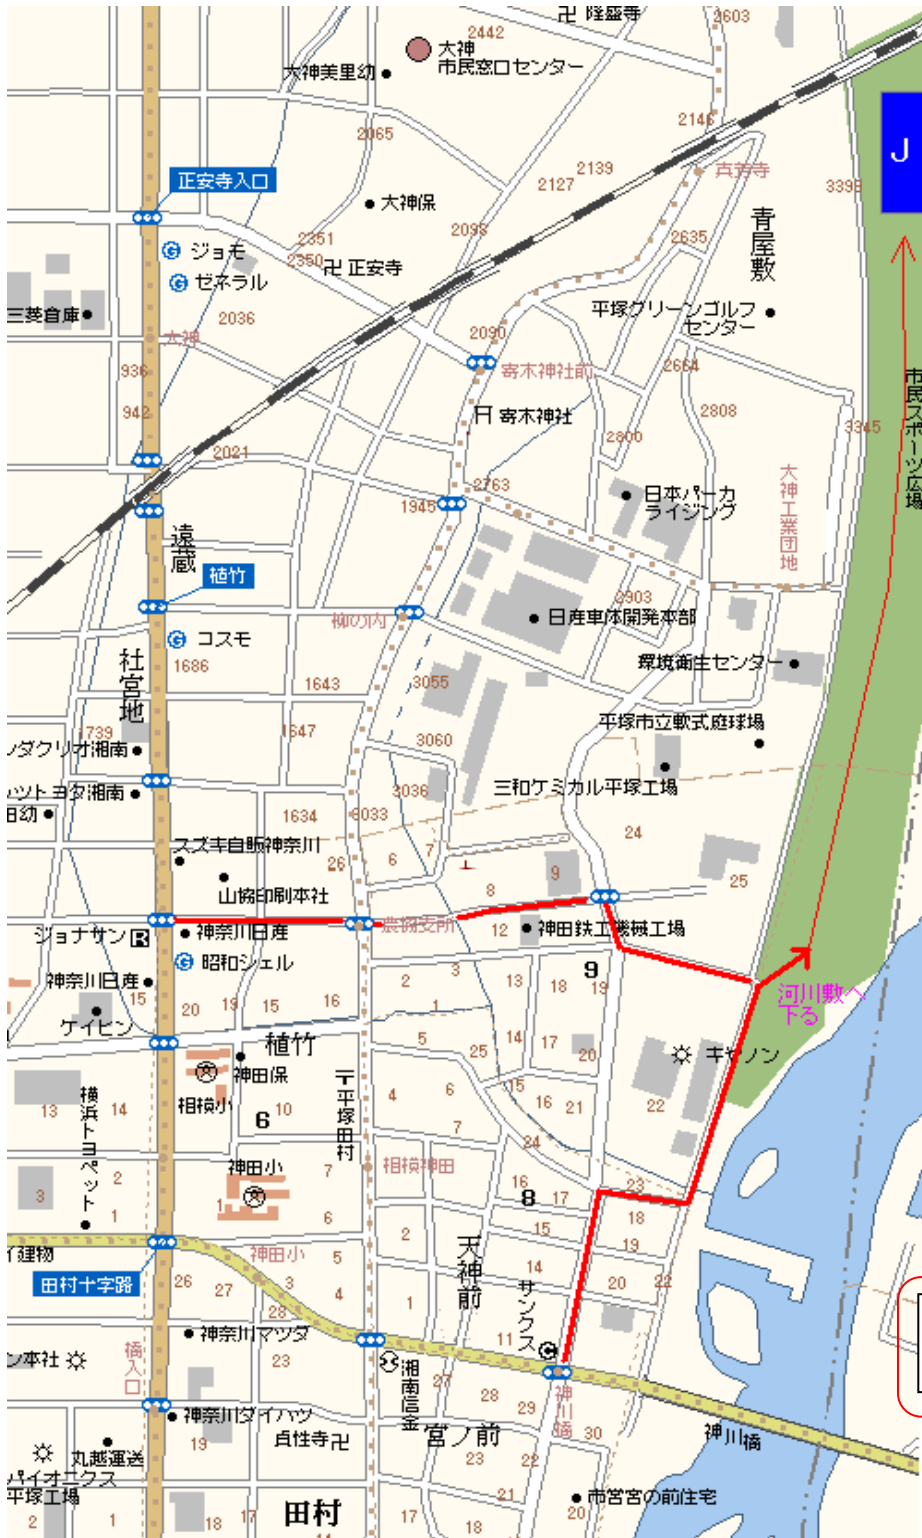 隆盛寺
2603
2442
大神
市民窓口センター
大神美里幼
2146
2065
J
2139
2127
真芳寺
正安寺入口
3399
大神保
2098
青屋敷
2351
2635
ジョモ
2350
正安寺
ゼネラル
三菱倉庫
2036
平塚グリーンゴルフ
センター
大神
2090
936
寄木神社前
2664
市民スポーツ広場
942
寄木神社
2808
3345
2800
2021
大神工業団地
2763
1945
日本パーカ
ライジング
遠蔵
植竹
2903
柳の内
日産車体開発本部
コスモ
社宮地
1686
環境衛生センター
1643
3055
1739
1647
平塚市立軟式庭球場
3060
ンダクリオ湘南
ハットトヨタ湘南
3036
三和ケミカル平塚工場
田幼
1634
3033
24
スズキ自販神奈川
26
6
7
9
25
山協印刷本社
8
ジョナサン
R
神奈川日産
農協支所
12
神田鉄工機械工場
昭和シェル
9
神奈川日産
2
3
13
18
19
河川敷へ
下る
15
20
19
15
16
1
ケイヒン
5
14
17
植竹
25
20
キヤノン
神田保
〒平塚田村
15
横浜トヨペット
相模小
13
14
10
4
6
16
21
22
6
7
24
神田小
7
相模神田
2
16
17
23
3
1
8
1
6
15
18
イ建物
神田小
5
2
天神前
19
田村十字路
26
27
3
4
14
サンクス
20
22
28
1
神奈川マツダ
11
橋入口
ン本社
23
湘南信金
27
28
29
神川橋
神奈川ダイハツ
30
神川橋
19
貞性寺
宮ノ前
丸越運送
23
22
パイオニクス
平塚工場
21
市営宮の前住宅
2
1
18
17
田村
17
18
20